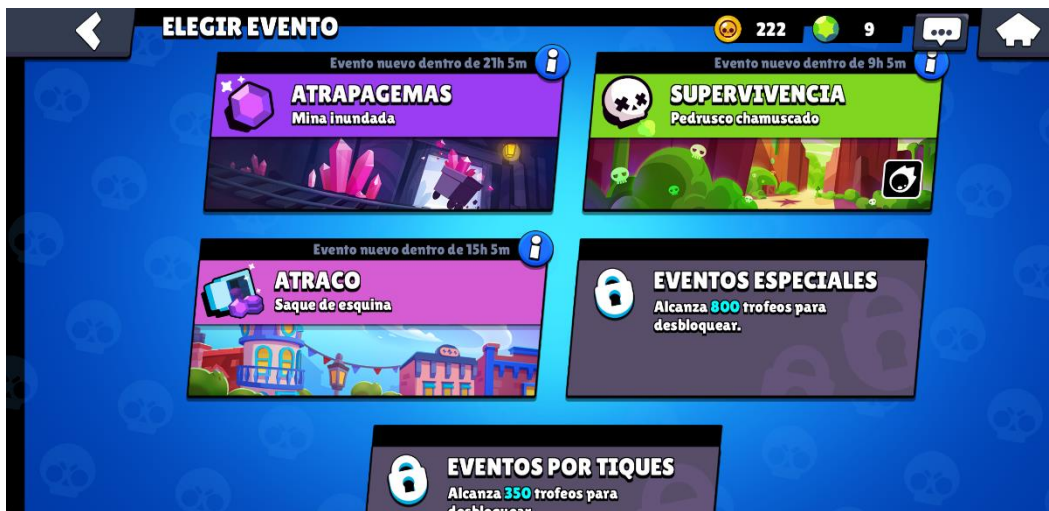 ELEGIR EVENTO
222
9
Evento nuevo dentro de 21h 5m
ATRAPAGEMAS
Mina inundada
Evento nuevo dentro de 9h 5m
SUPERVIVENCIA
Pedrusco chamuscado
Evento nuevo dentro de 15h 5m
ATRACO
Saque de esquina
EVENTOS ESPECIALES
Alcanza 800 trofeos para
desbloquear.
EVENTOS POR TIQUES
Alcanza 350 trofeos para
desbloquear.